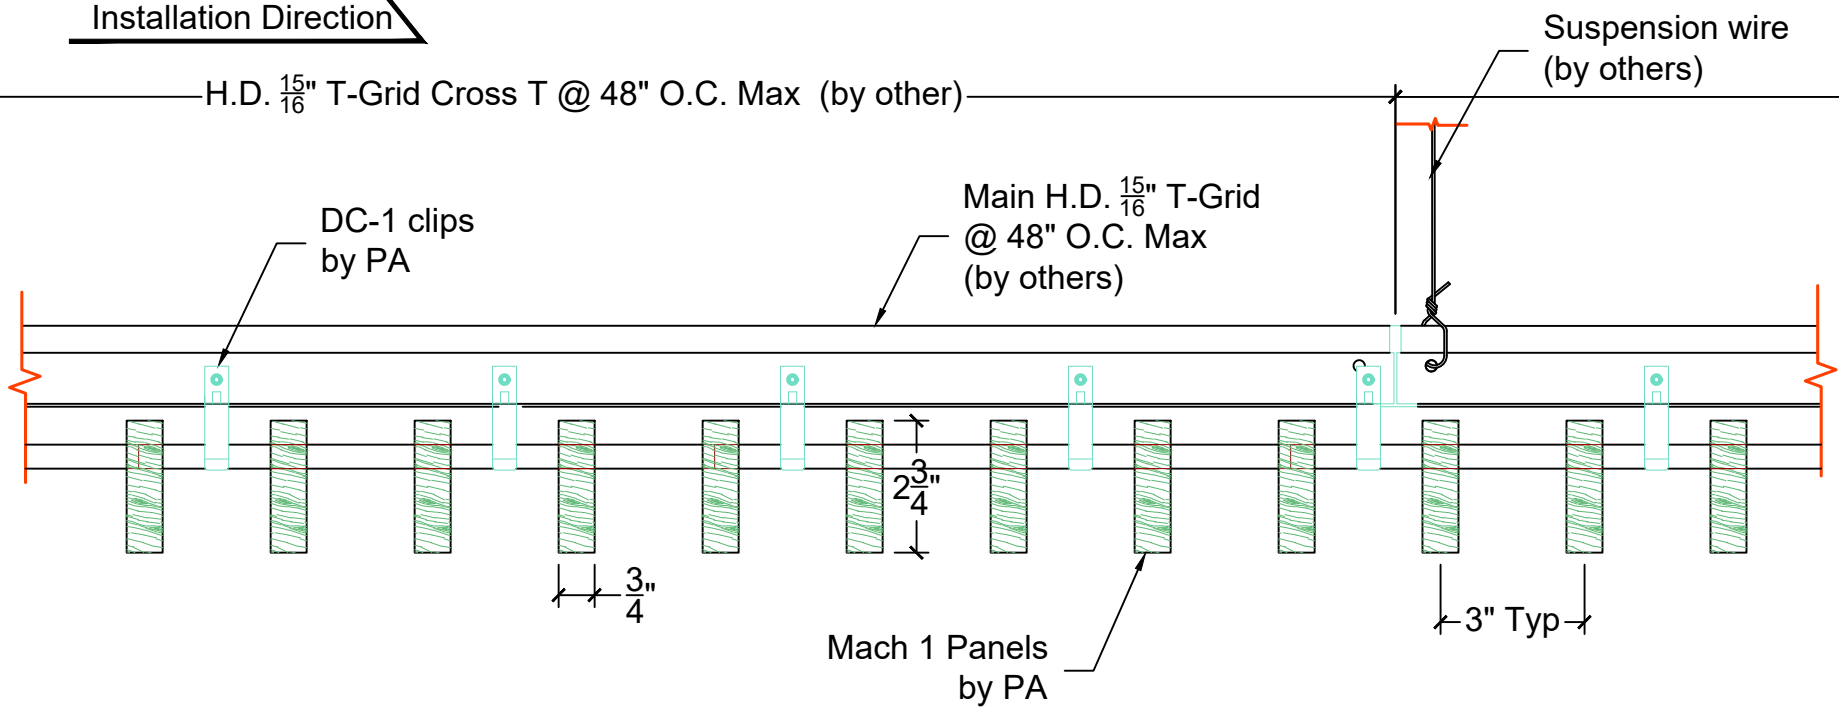 Installation Direction
H.D. 15/16" T-Grid Cross T @ 48" O.C. Max (by other)
Suspension wire
(by others)
DC-1 clips
by PA
Main H.D. 15/16" T-Grid
@ 48" O.C. Max
(by others)
2 3/4"
3/4"
3" Typ
Mach 1 Panels
by PA